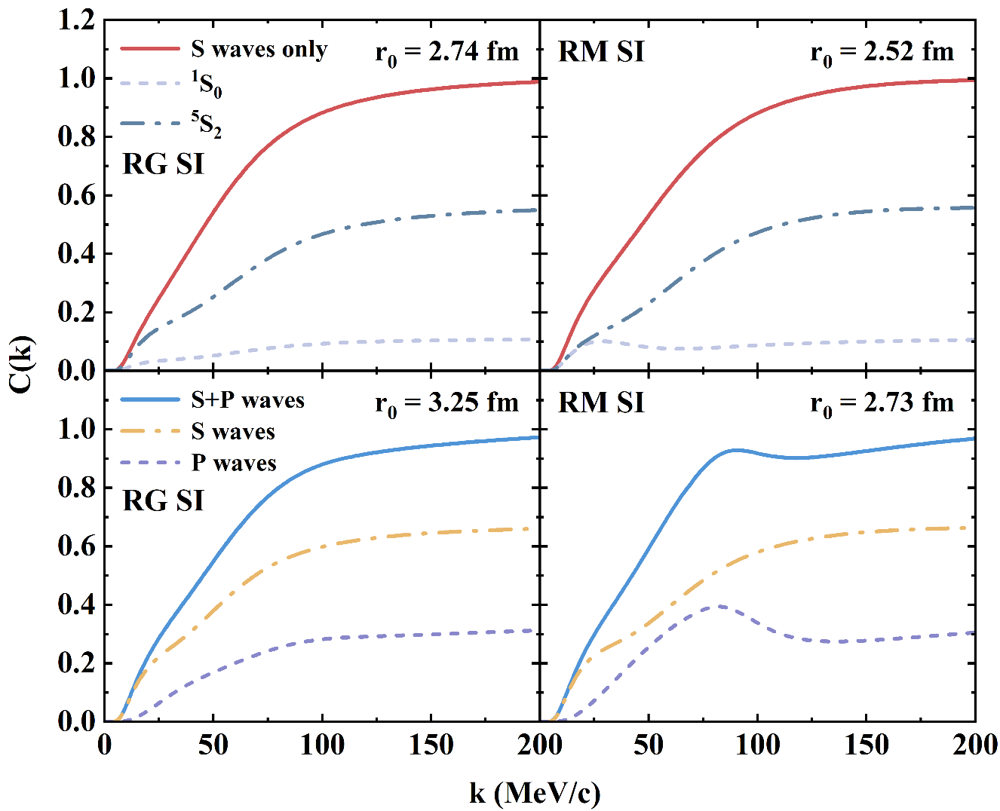 C(k)
1.2
1.0
0.8
0.6
0.4
0.2
0.0
S waves only
¹S₀
⁵S₂
RG SI
r₀ = 2.74 fm
RM SI
r₀ = 2.52 fm
1.0
0.8
0.6
0.4
0.2
0.0
S+P waves
S waves
P waves
RG SI
r₀ = 3.25 fm
RM SI
r₀ = 2.73 fm
0 50 100 150 200 50 100 150 200
k (MeV/c)